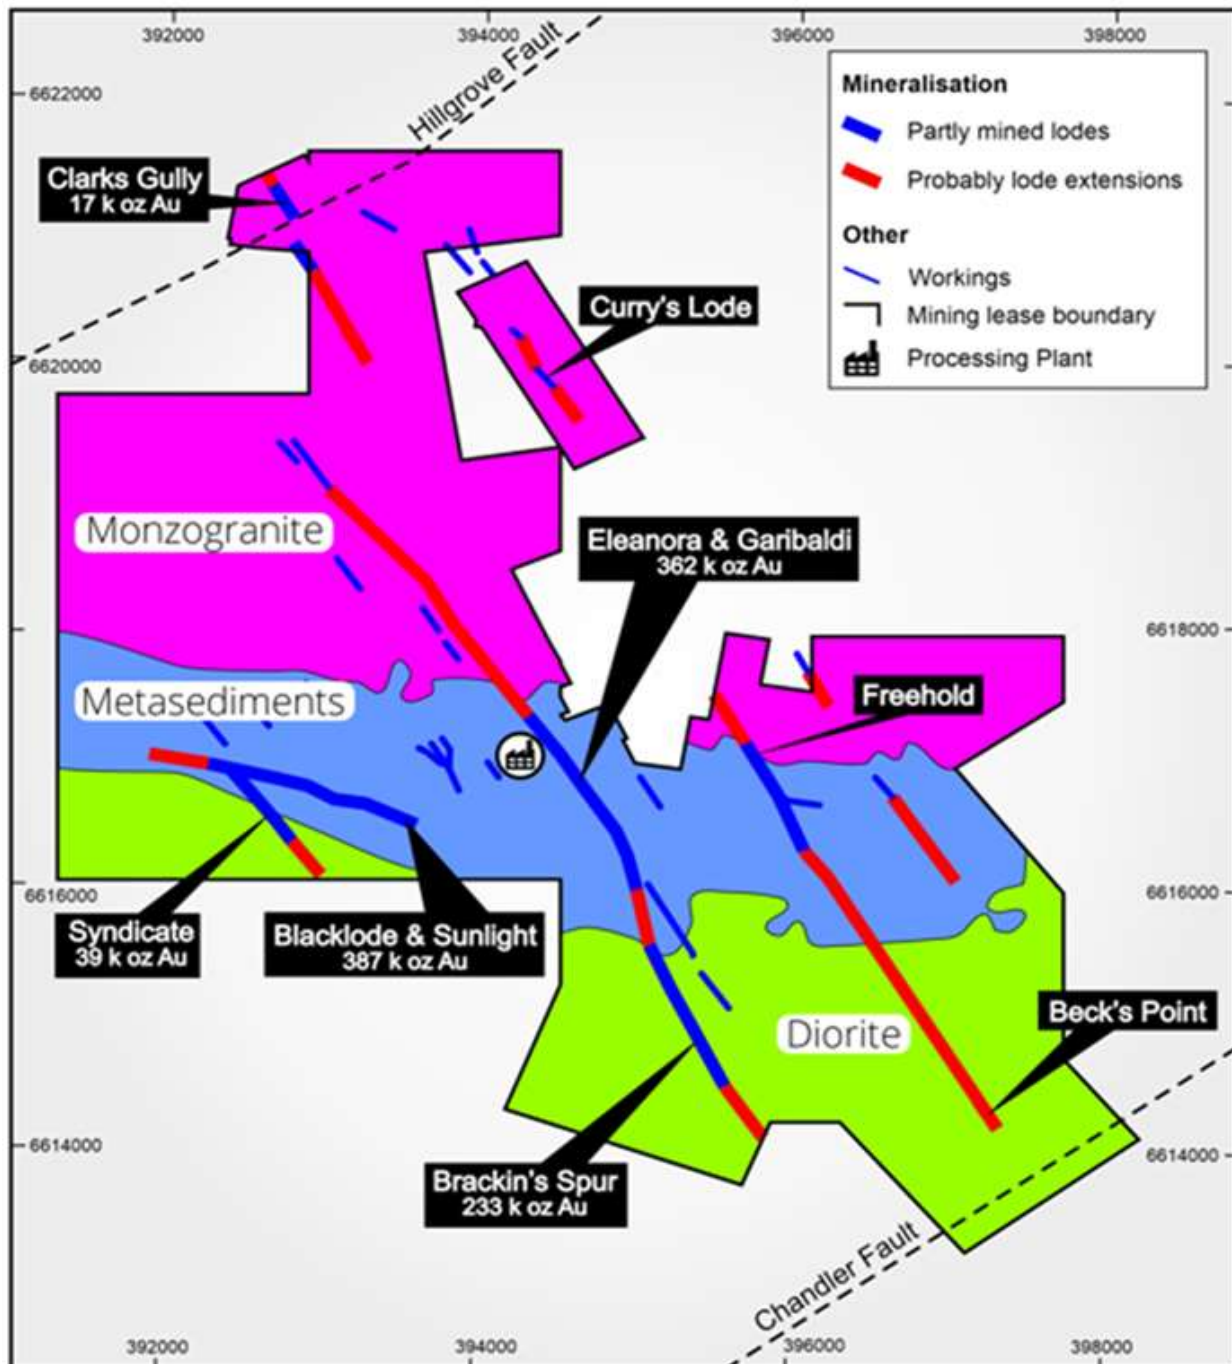 392000
394000
396000
398000
6622000
Hillgrove Fault
Mineralisation
Partly mined lodes
Probably lode extensions
Other
Workings
Mining lease boundary
Processing Plant
Clarks Gully
17 k oz Au
Curry's Lode
6620000
Monzogranite
Eleanora & Garibaldi
362 k oz Au
6618000
Metasediments
Freehold
6616000
6616000
Syndicate
39 k oz Au
Blacklode & Sunlight
387 k oz Au
Beck's Point
Diorite
6614000
6614000
Brackin's Spur
233 k oz Au
Chandler Fault
392000
394000
396000
398000